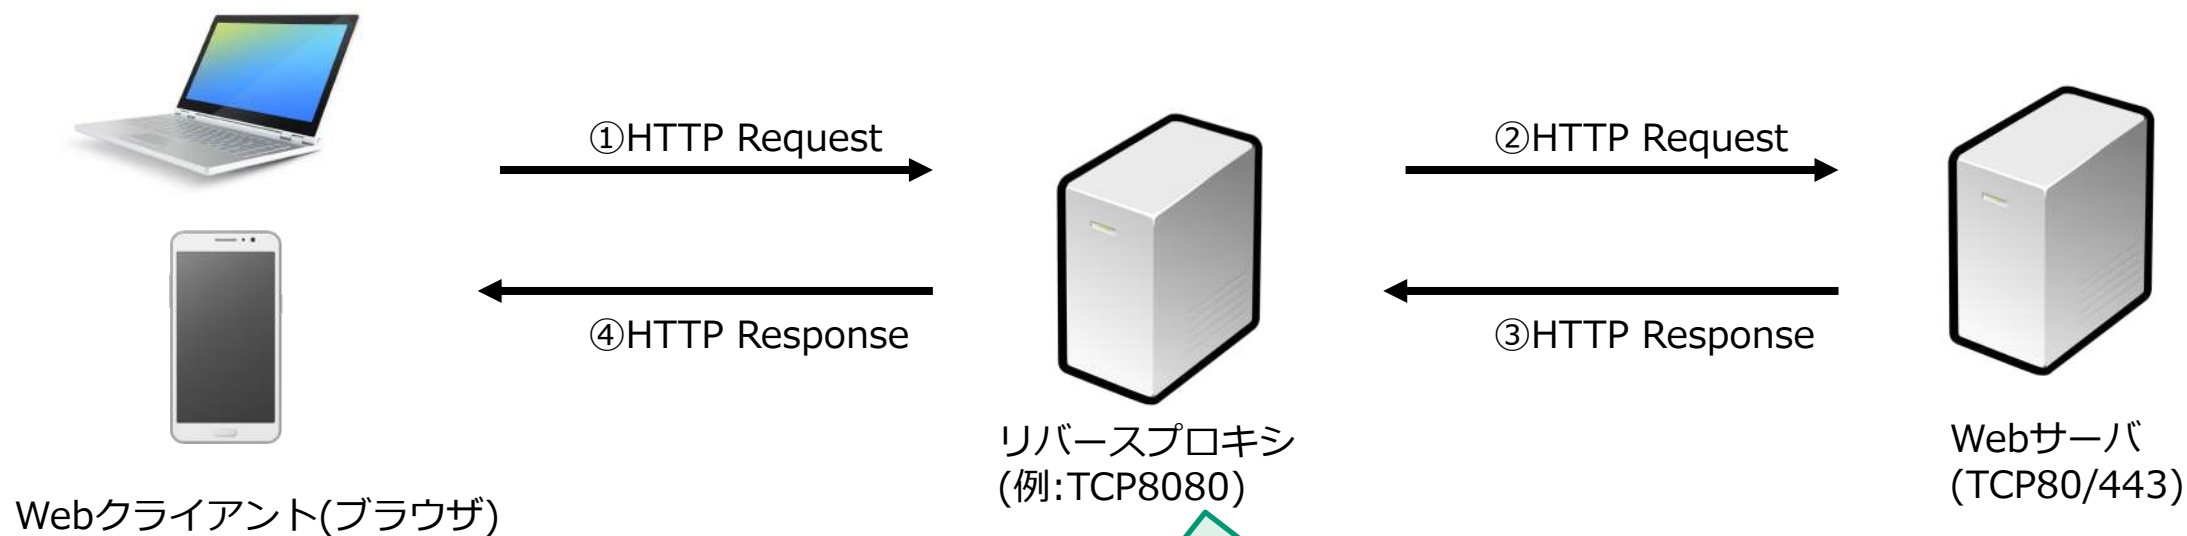 ①HTTP Request
②HTTP Request
④HTTP Response
③HTTP Response
リバースプロキシ
(例:TCP8080)
Webサーバ
(TCP80/443)
Webクライアント(ブラウザ)